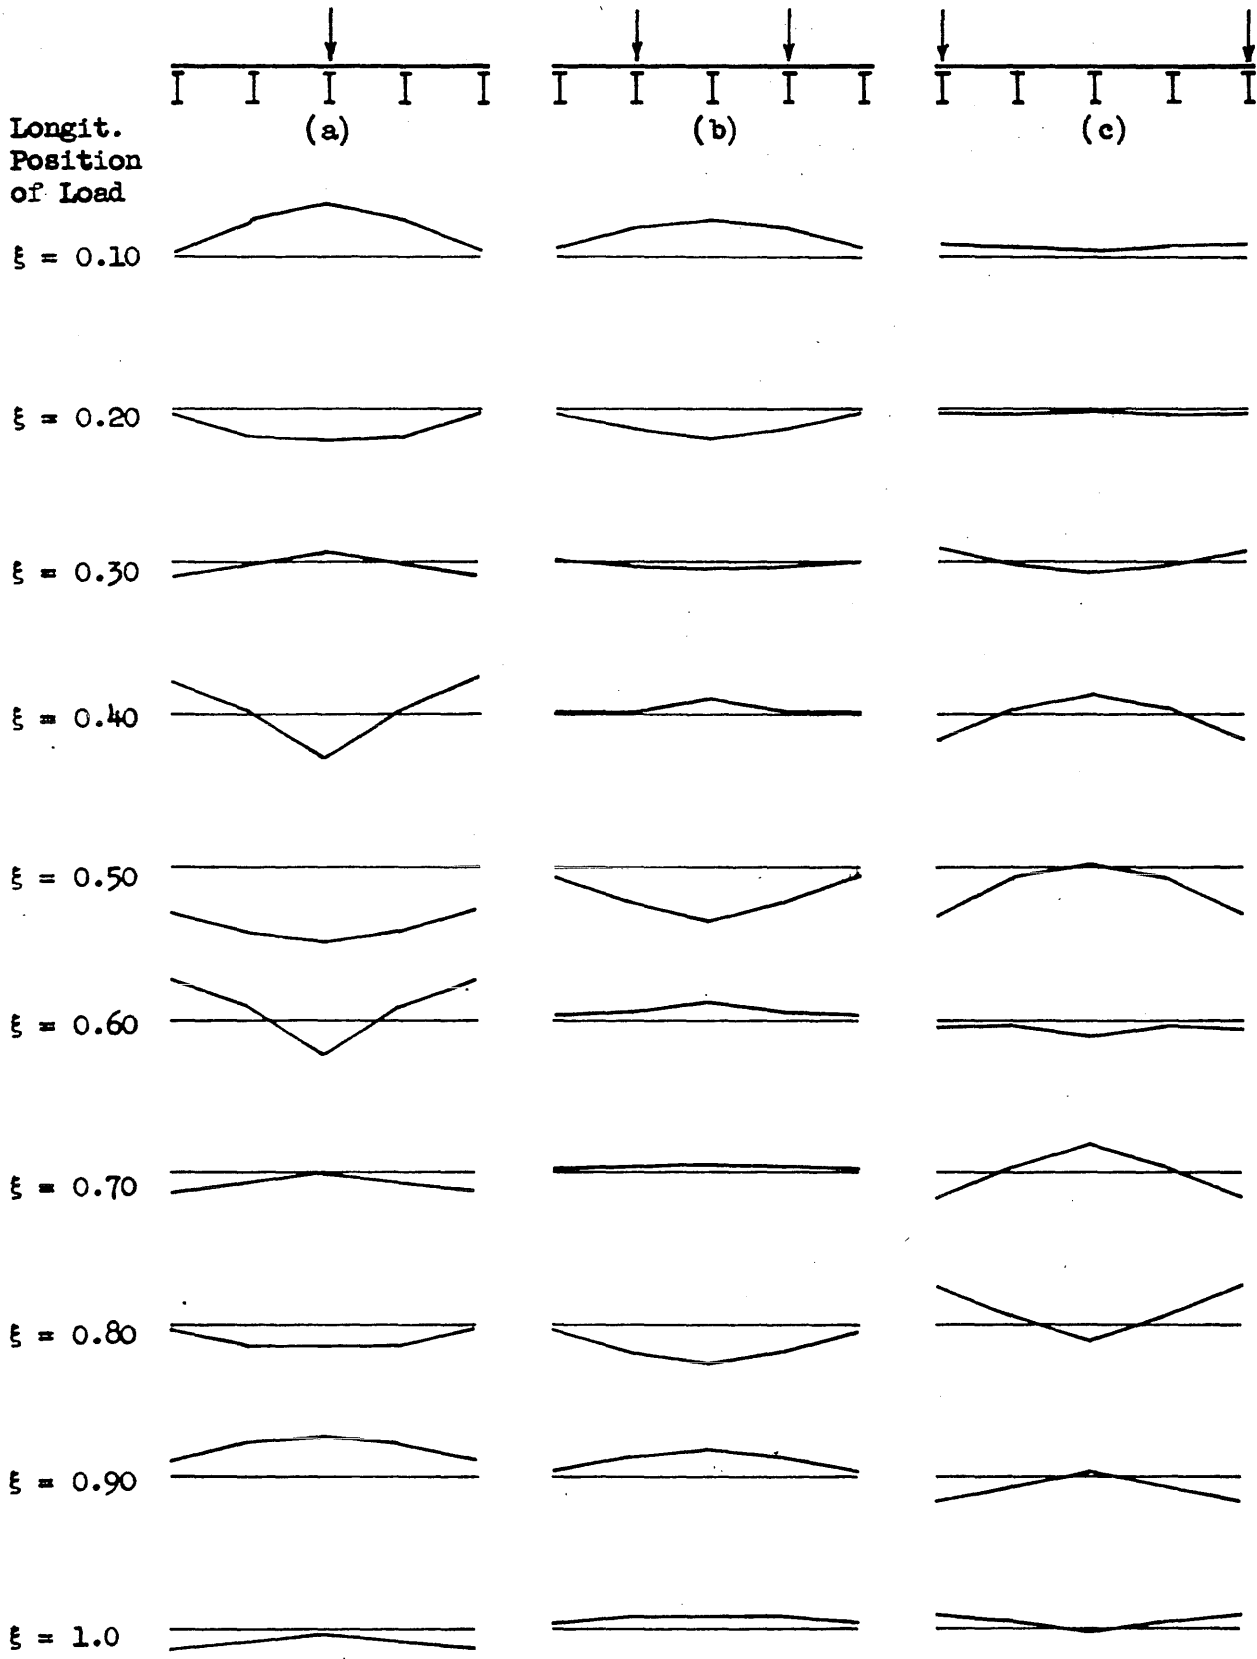 (a) (b) (c)
Longit.
Position
of Load
ξ = 0.10
ξ = 0.20
ξ = 0.30
ξ = 0.40
ξ = 0.50
ξ = 0.60
ξ = 0.70
ξ = 0.80
ξ = 0.90
ξ = 1.0